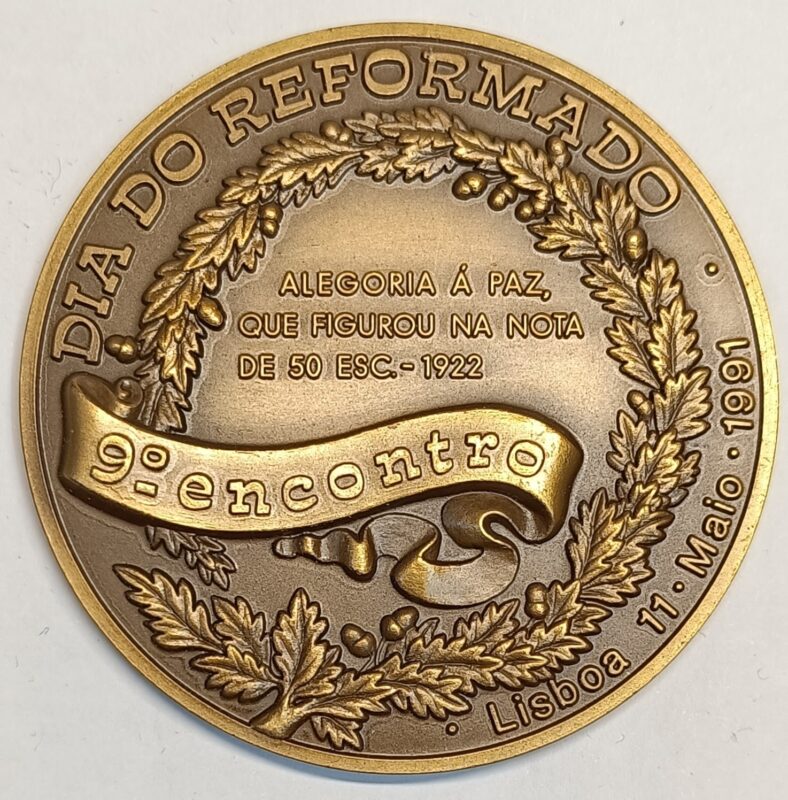 DIA DO REFORMADO
ALEGORIA Á PAZ,
QUE FIGUROU NA NOTA
DE 50 ESC.-1922
9º encontro
· Lisboa 11 · Maio · 1991 ·